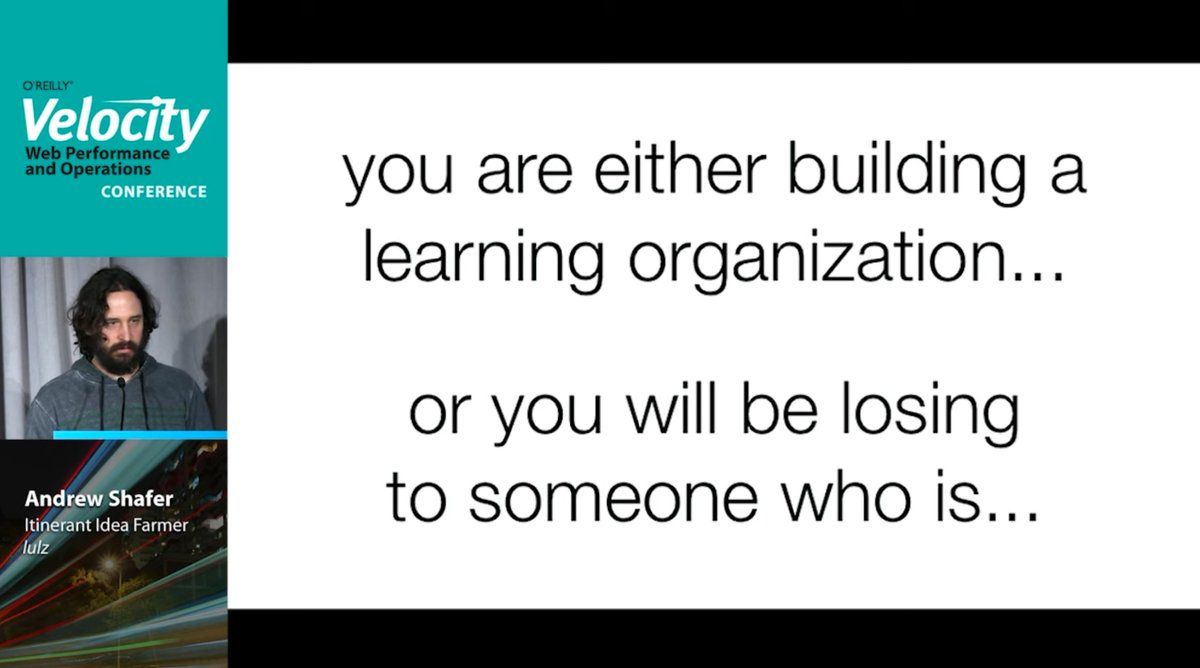 O'REILLY®
Velocity
Web Performance
and Operations
CONFERENCE
Andrew Shafer
Itinerant Idea Farmer
lulz
you are either building a
learning organization...
or you will be losing
to someone who is...